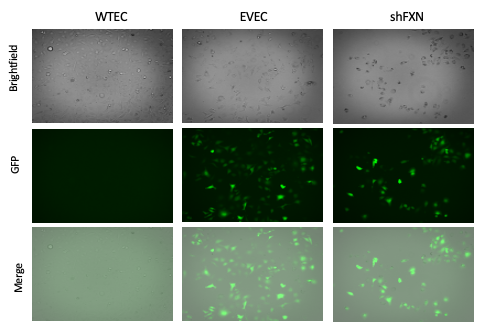 WTEC EVEC shFXN
Brightfield
GFP
Merge